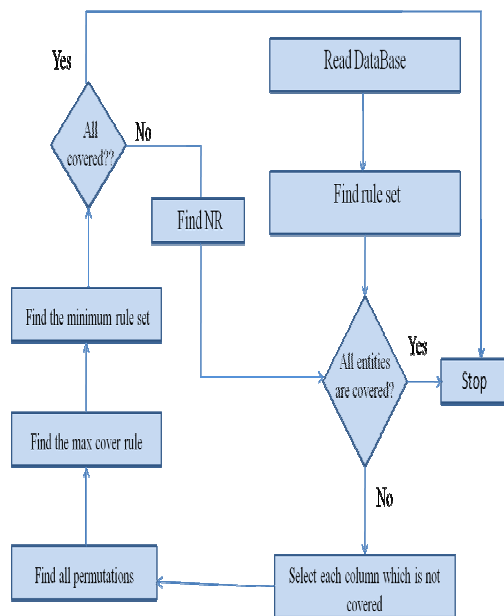 Yes
Read DataBase
All
covered??
No
Find NR
Find rule set
Find the minimum rule set
All entities
are covered?
Yes
Stop
Find the max cover rule
No
Find all permutations
Select each column which is not
covered